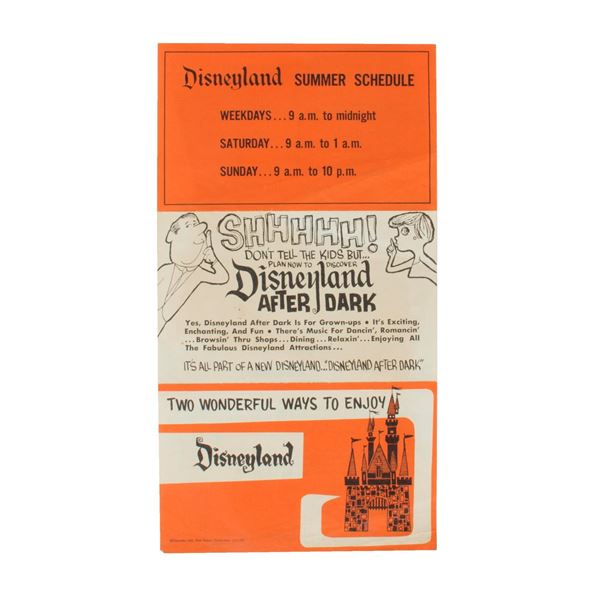 Disneyland SUMMER SCHEDULE
WEEKDAYS...9 a.m. to midnight
SATURDAY...9 a.m. to 1 a.m.
SUNDAY...9 a.m. to 10 p.m.
SHHHHHH!
DON'T TELL THE KIDS BUT...
PLAN NOW TO DISCOVER
Disneyland
AFTER DARK
Yes, Disneyland After Dark Is For Grown-ups • It's Exciting,
Enchanting, And Fun • There's Music For Dancin', Romancin'
...Browsin' Thru Shops...Dining...Relaxin'...Enjoying All
The Fabulous Disneyland Attractions...
IT'S ALL PART OF A NEW DISNEYLAND..."DISNEYLAND AFTER DARK"
TWO WONDERFUL WAYS TO ENJOY
Disneyland